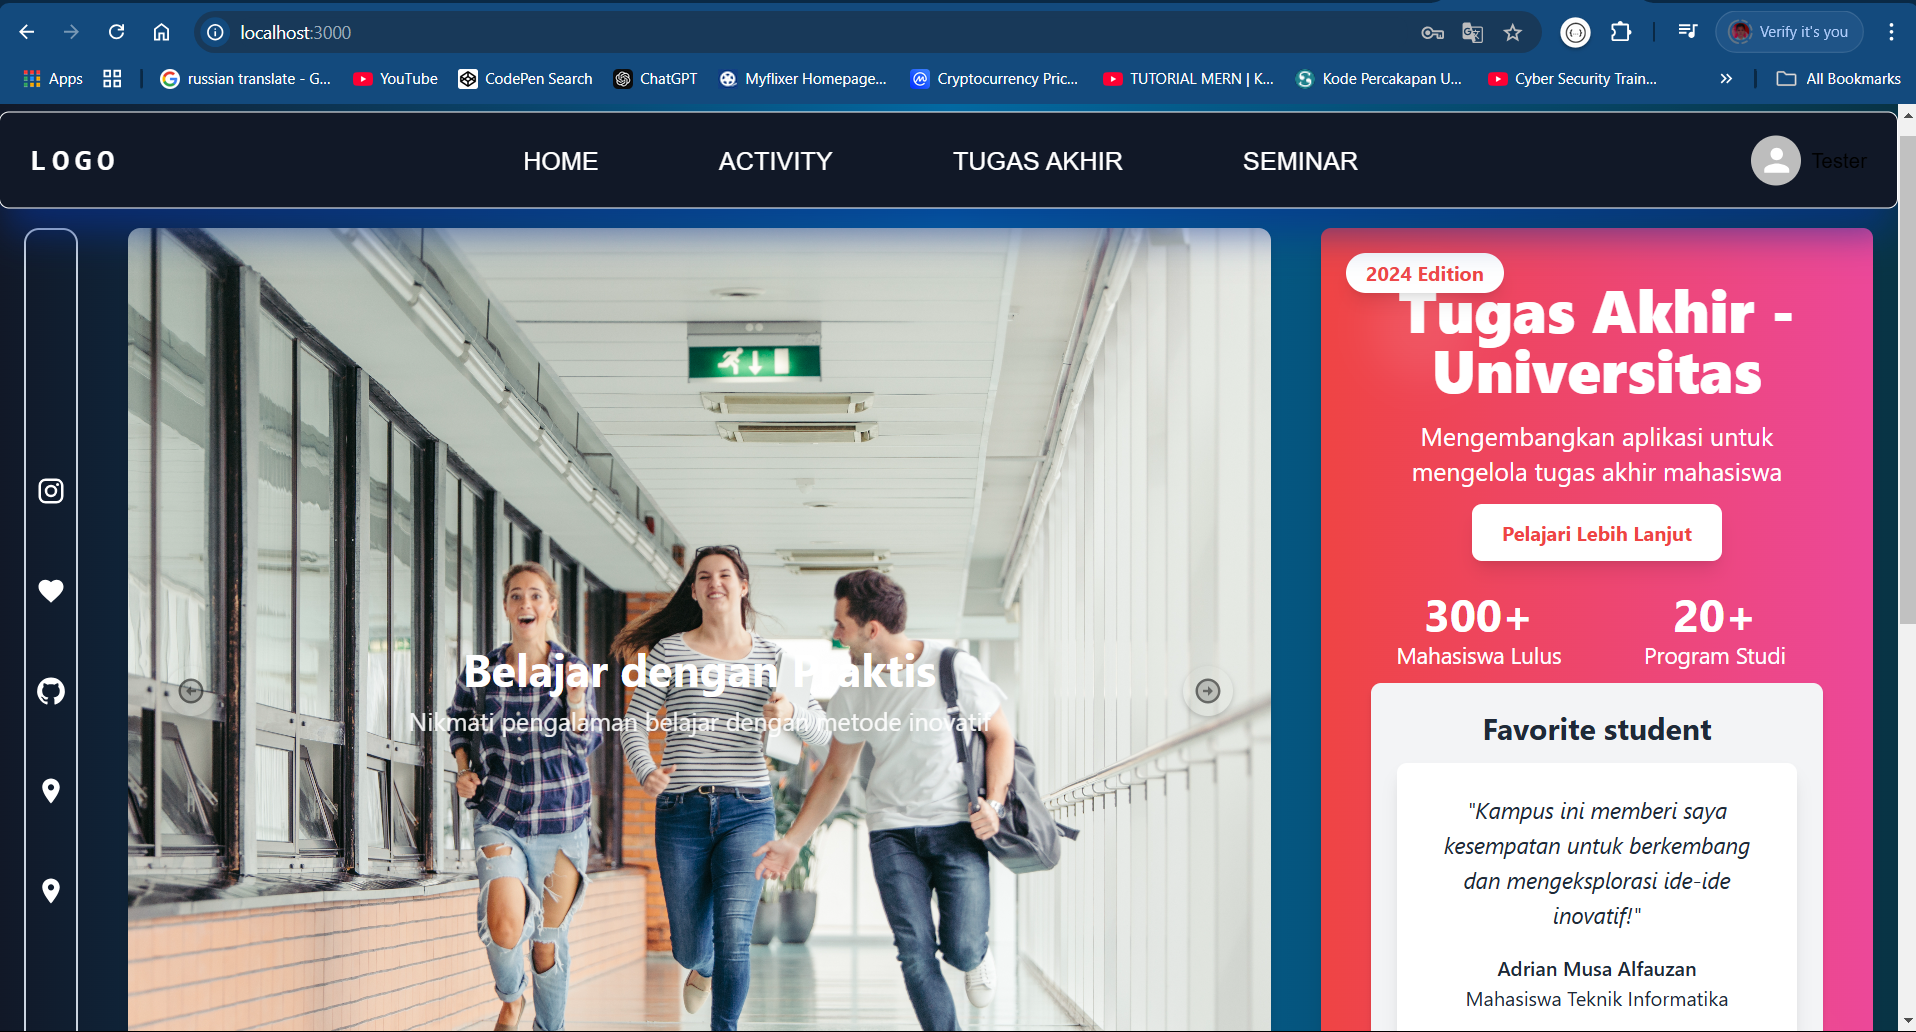 localhost:3000
Verify it's you
Apps
russian translate - G...
YouTube
CodePen Search
ChatGPT
Myflixer Homepage...
Cryptocurrency Pric...
TUTORIAL MERN | K...
Kode Percakapan U...
Cyber Security Train...
All Bookmarks
LOGO
HOME
ACTIVITY
TUGAS AKHIR
SEMINAR
Tester
Belajar dengan Praktis
Nikmati pengalaman belajar dengan metode inovatif
2024 Edition
Tugas Akhir -
Universitas
Mengembangkan aplikasi untuk
mengelola tugas akhir mahasiswa
Pelajari Lebih Lanjut
300+
Mahasiswa Lulus
20+
Program Studi
Favorite student
"Kampus ini memberi saya
kesempatan untuk berkembang
dan mengeksplorasi ide-ide
inovatif!"
Adrian Musa Alfauzan
Mahasiswa Teknik Informatika